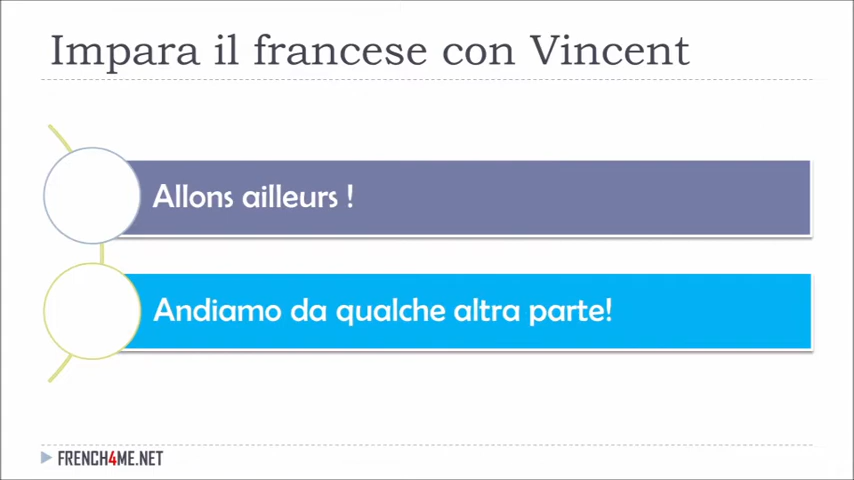 Impara il francese con Vincent
Allons ailleurs !
Andiamo da qualche altra parte!
FRENCH4ME.NET